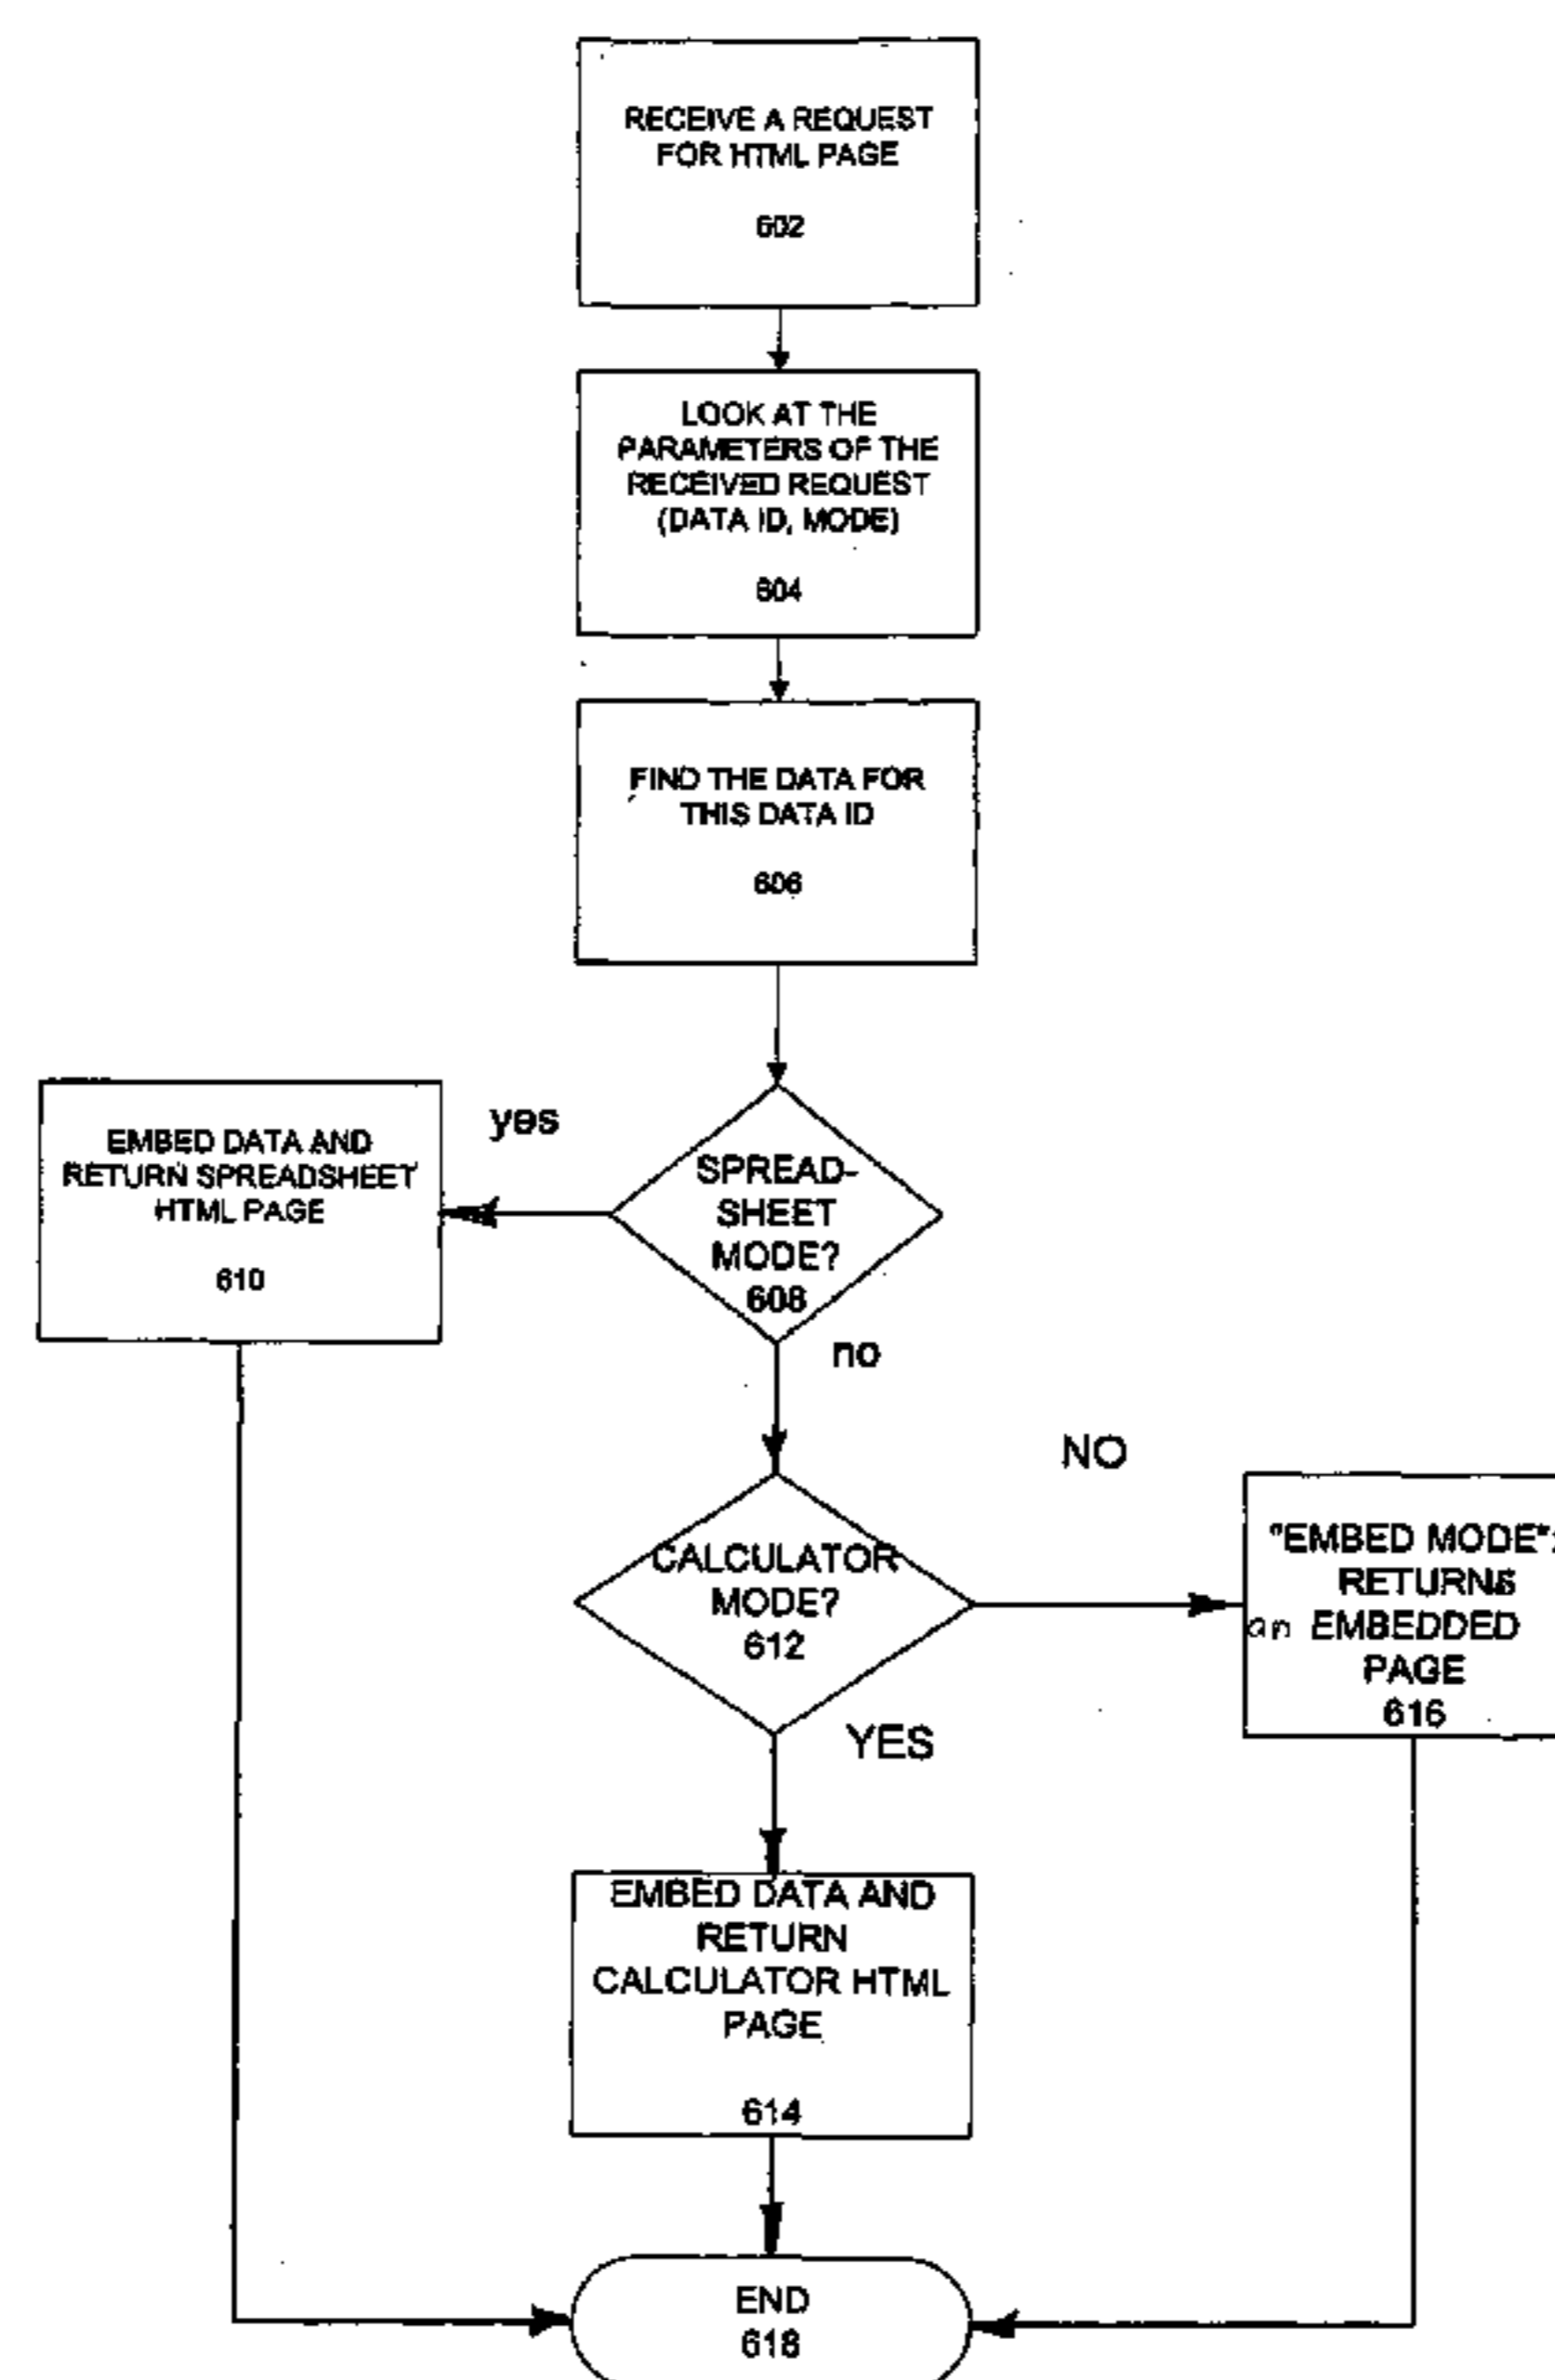 RECEIVE A REQUEST
FOR HTML PAGE
602
LOOK AT THE
PARAMETERS OF THE
RECEIVED REQUEST
(DATA ID, MODE)
604
FIND THE DATA FOR
THIS DATA ID
606
yes
EMBED DATA AND
RETURN SPREADSHEET
HTML PAGE
610
SPREAD-
SHEET
MODE?
608
no
NO
CALCULATOR
MODE?
612
"EMBED MODE":
RETURNS
an EMBEDDED
PAGE
616
YES
EMBED DATA AND
RETURN
CALCULATOR HTML
PAGE
614
END
618